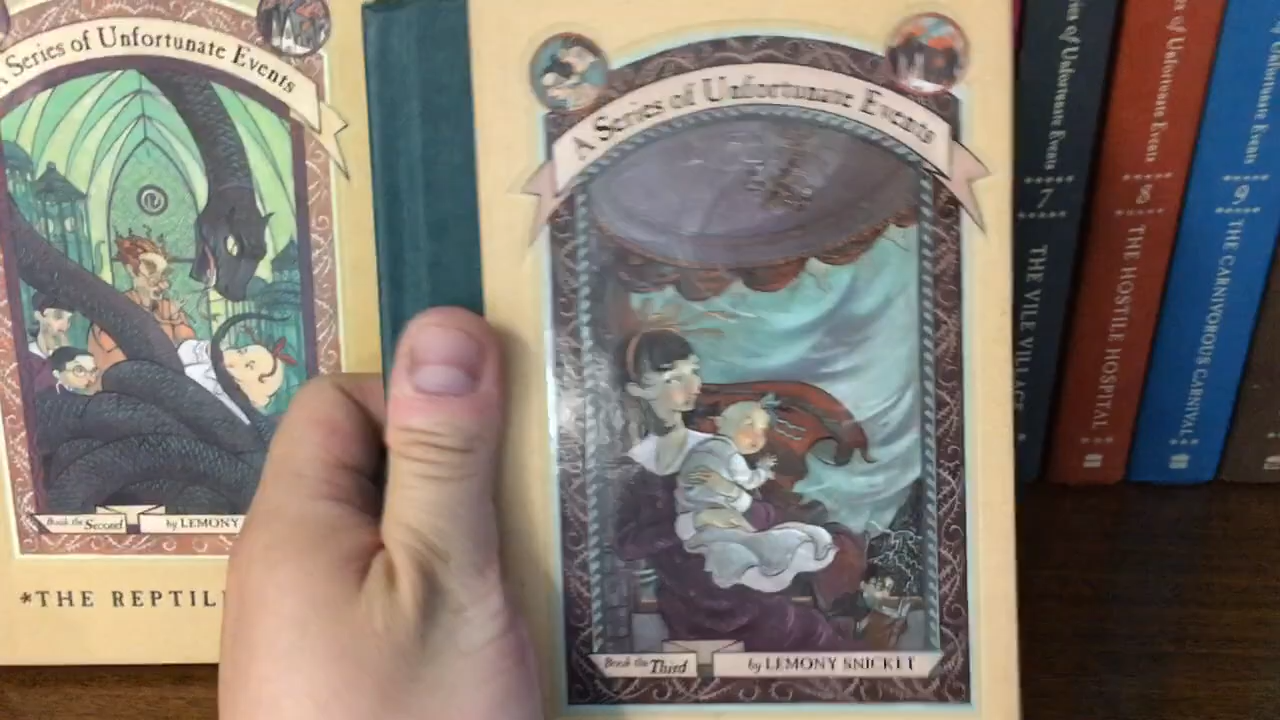 A Series of Unfortunate Events
Book the Second
by LEMONY
*THE REPTIL
A Series of Unfortunate Events
Book the Third
by LEMONY SNICKET
ies of Unfortunate Events
7
THE VILE VILLAGE
s of Unfortunate Events
8
THE HOSTILE HOSPITAL
of Unfortunate Events
9
THE CARNIVOROUS CARNIVAL